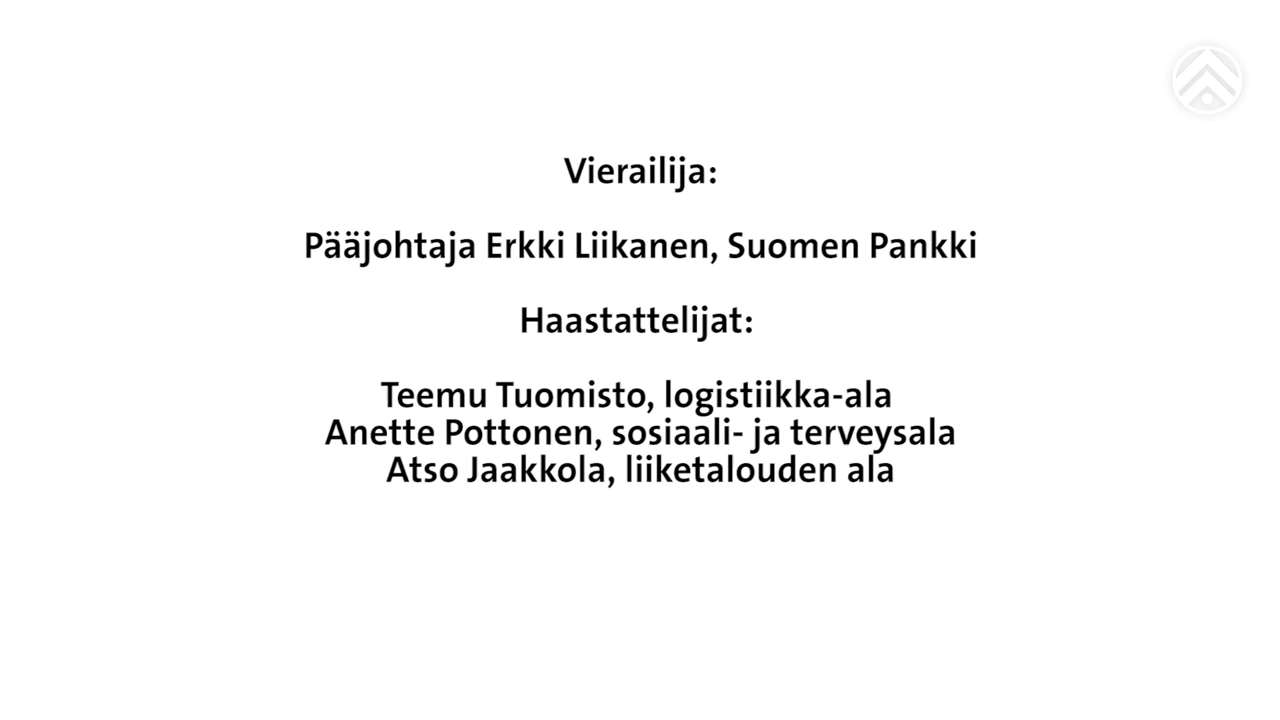 Vierailija:
Pääjohtaja Erkki Liikanen, Suomen Pankki
Haastattelijat:
Teemu Tuomisto, logistiikka-ala
Anette Pottonen, sosiaali- ja terveysala
Atso Jaakkola, liiketalouden ala